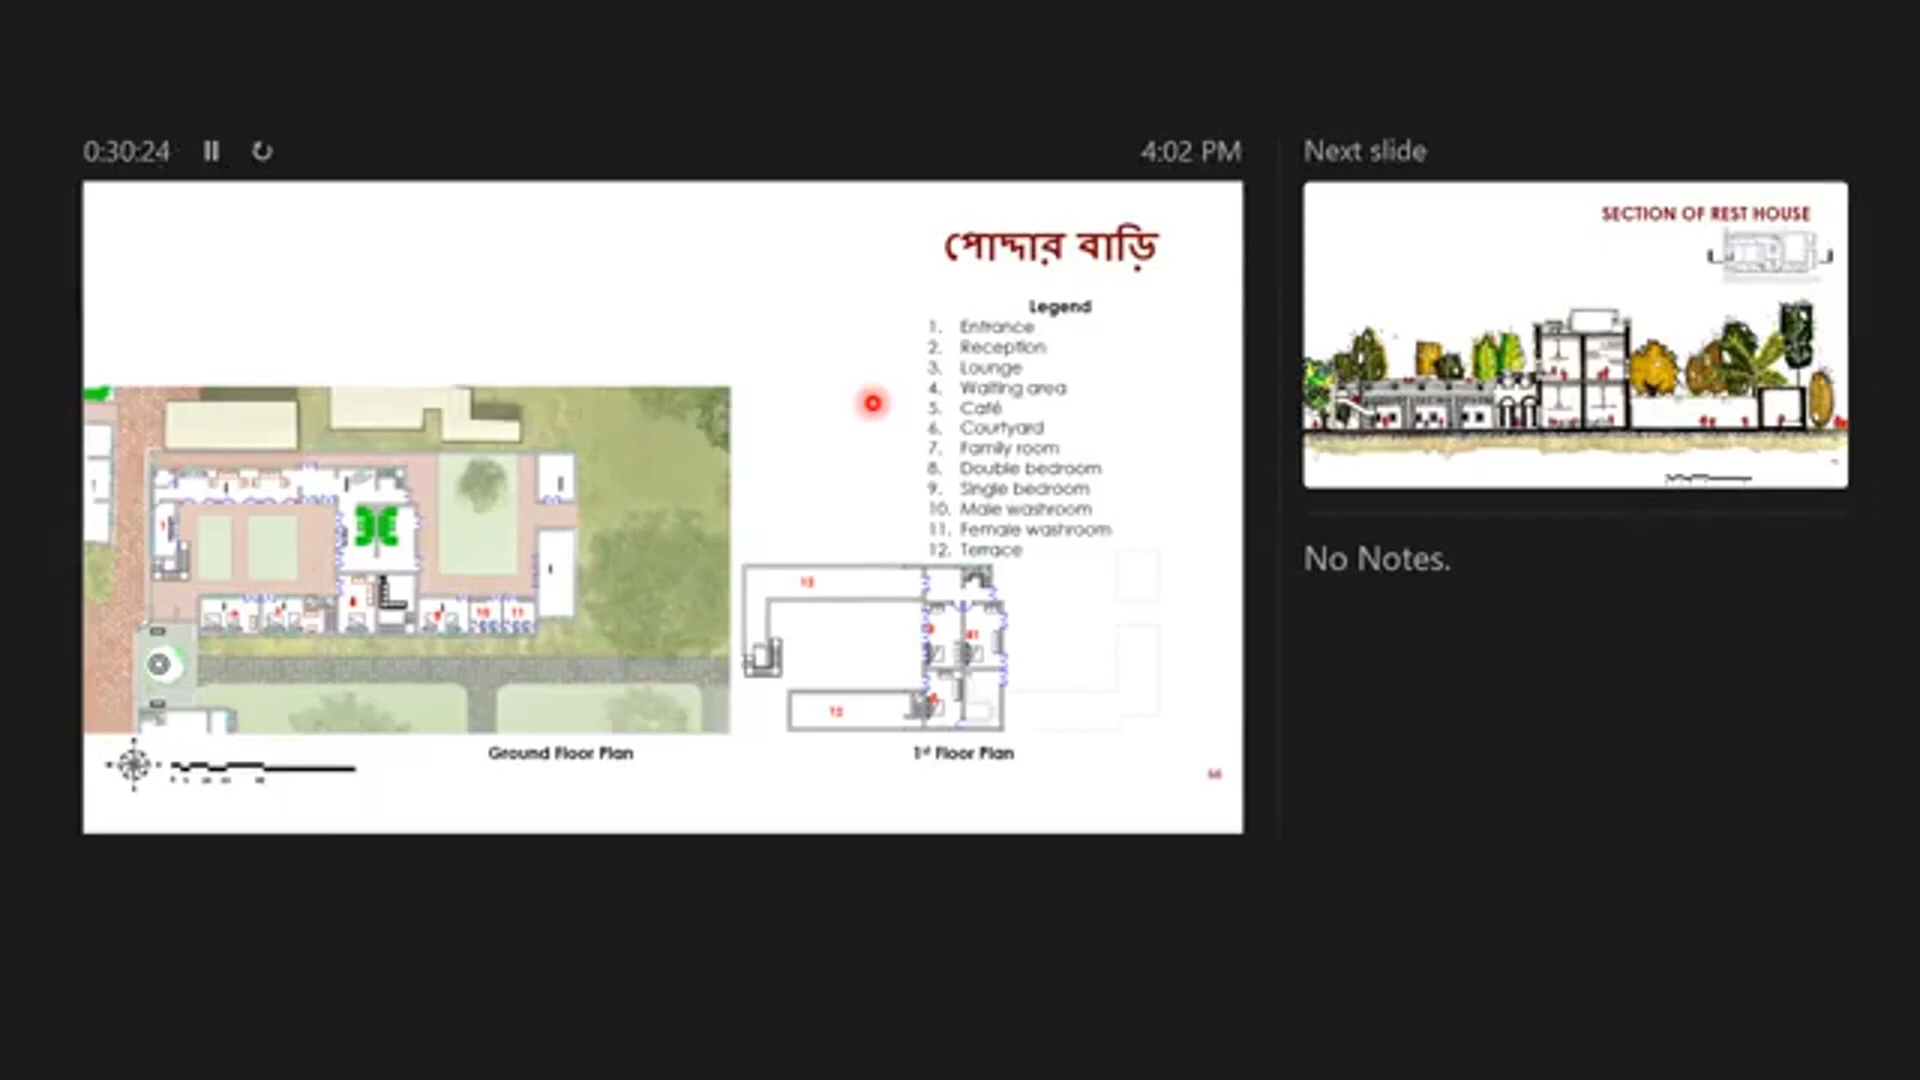 0:30:24
4:02 PM
Next slide
পোদ্দার বাড়ি
Legend
1. Entrance
2. Reception
3. Lounge
4. Waiting area
5. Café
6. Courtyard
7. Family room
8. Double bedroom
9. Single bedroom
10. Male washroom
11. Female washroom
12. Terrace
Ground Floor Plan
1st Floor Plan
SECTION OF REST HOUSE
No Notes.